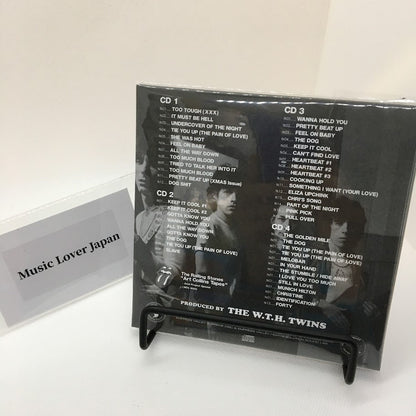 Music Lover Japan
CD 1
TOO TOUGH (XXX)
IT MUST BE HELL
UNDERCOVER OF THE NIGHT
TIE YOU UP (THE PAIN OF LOVE)
SHE WAS HOT
FEEL ON BABY
ALL THE WAY DOWN
TOO MUCH BLOOD
TRIED TO TALK HER INTO IT
TOO MUCH BLOOD
PRETTY BEAT UP (XMAS Issue)
DOG SHIT
CD 2
KEEP IT COOL #1
KEEP IT COOL #2
GOTTA KNOW YOU
WANNA HOLD YOU
ALL THE WAY DOWN
GOTTA KNOW YOU
THE DOG
TIE YOU UP (THE PAIN OF LOVE)
SLAVE
The Rolling Stones
"Art Collins Tapes"
CD 3
WANNA HOLD YOU
PRETTY BEAT UP
FEEL ON BABY
THE DOG
KEEP IT COOL
CAN'T FIND LOVE
HEARTBEAT #1
HEARTBEAT #2
HEARTBEAT #3
COOKING UP
SOMETHING I WANT (YOUR LOVE)
ELIZA UPCHINK
CHRI'S SONG
PART OF THE NIGHT
PINK PICK
PULL OVER
CD 4
THE GOLDEN MILE
THE DOG
TIE YOU UP (THE PAIN OF LOVE)
TIE YOU UP (THE PAIN OF LOVE)
MELOBAR
IN YOUR HAND
THE STUMBLE / HIDE AWAY
I LOVE YOU TOO MUCH
STILL IN LOVE
MUNICH HILTON
CHRISTINE
IDENTIFICATION
FORTY
PRODUCED BY THE W.T.H. TWINS